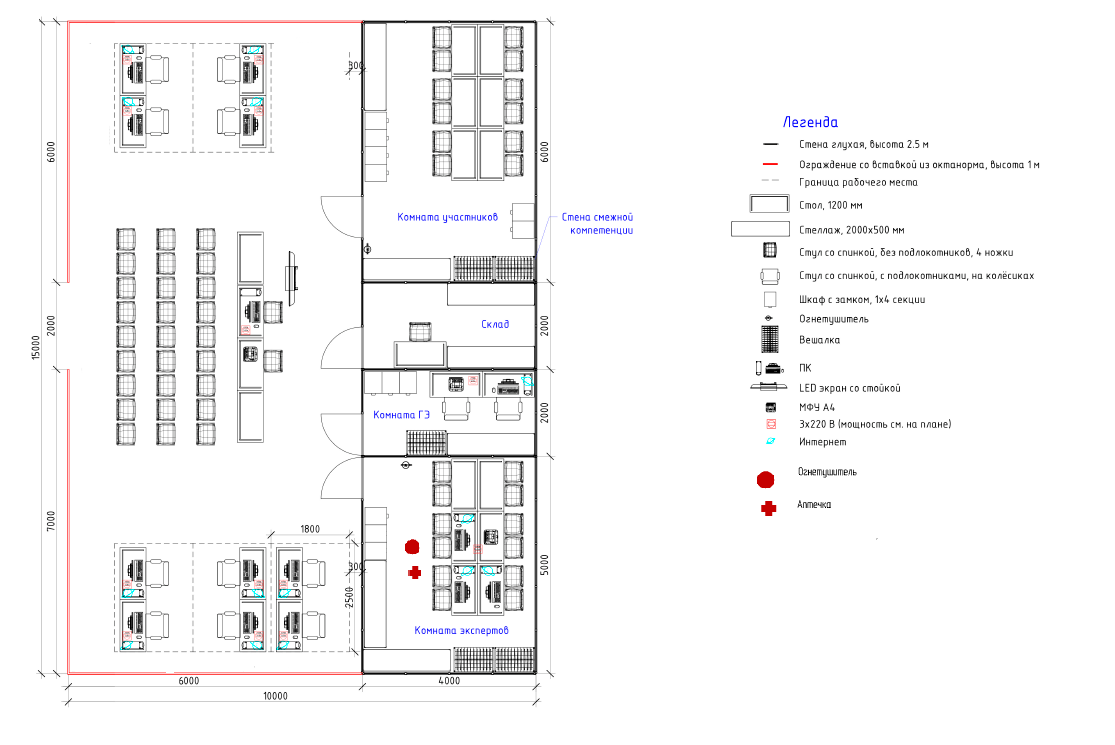 300
6000
6000
Комната участников
Стена смежной
компетенции
2000
15000
Склад
2000
Комната ГЭ
2000
7000
1800
300
2500
5000
Комната экспертов
6000
4000
10000
Легенда
Стена глухая, высота 2.5 м
Ограждение со вставкой из октанорма, высота 1 м
Граница рабочего места
Стол, 1200 мм
Стеллаж, 2000х500 мм
Стул со спинкой, без подлокотников, 4 ножки
Стул со спинкой, с подлокотниками, на колёсиках
Шкаф с замком, 1х4 секции
Огнетушитель
Вешалка
ПК
LED экран со стойкой
МФУ А4
3х220 В (мощность см. на плане)
Интернет
Огнетушитель
Аптечка